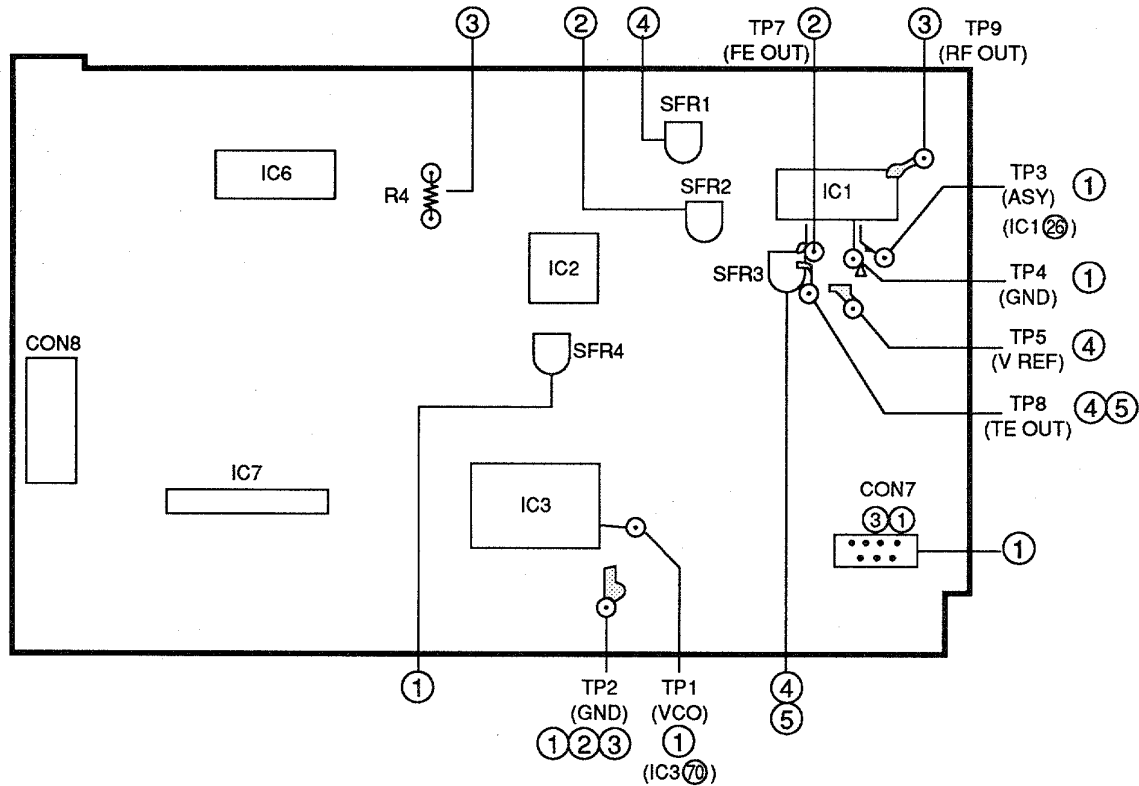 ③ ② ④ TP7 ② ③ TP9
(FE OUT) (RF OUT)
SFR1
IC6
R4
SFR2
IC1
TP3 ①
(ASY)
(IC1㉖)
IC2
SFR3
TP4 ①
(GND)
CON8
SFR4
TP5 ④
(V REF)
TP8 ④⑤
(TE OUT)
IC7
IC3
CON7
③①
①
① TP2 TP1 ④
(GND) (VCO) ⑤
①②③ ①
(IC3⑦⓪)